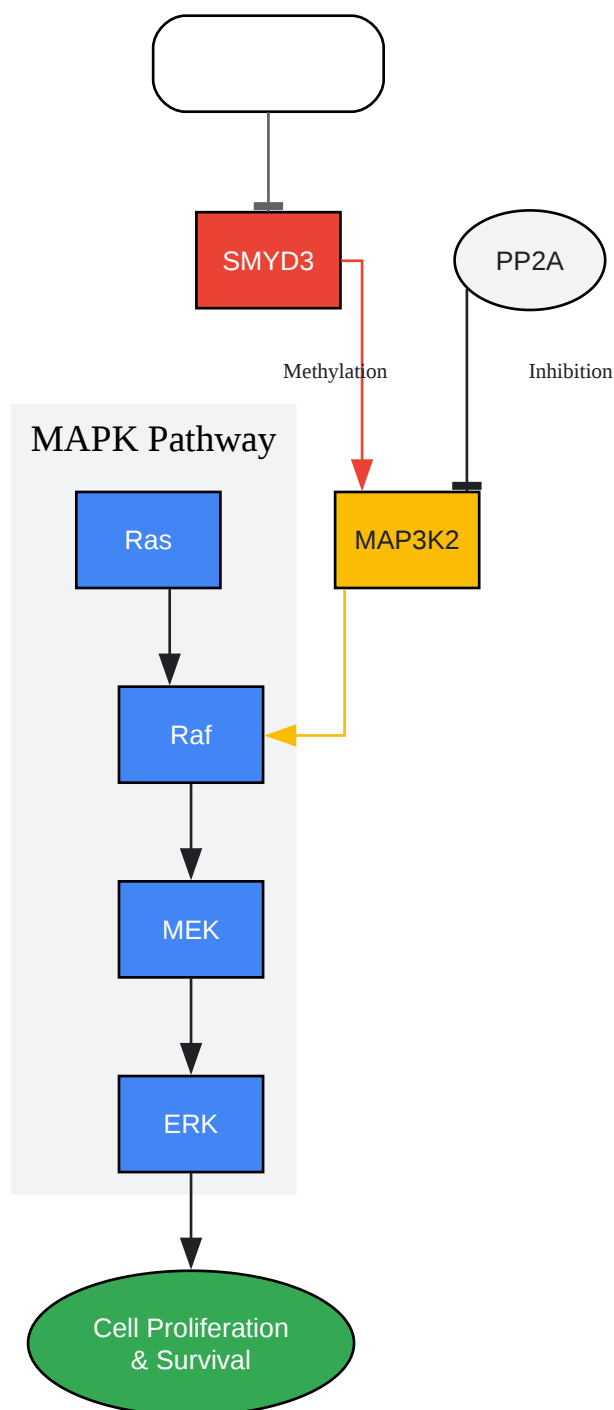 SMYD3
PP2A
Methylation
Inhibition
MAPK Pathway
Ras
MAP3K2
Raf
MEK
ERK
Cell Proliferation
& Survival